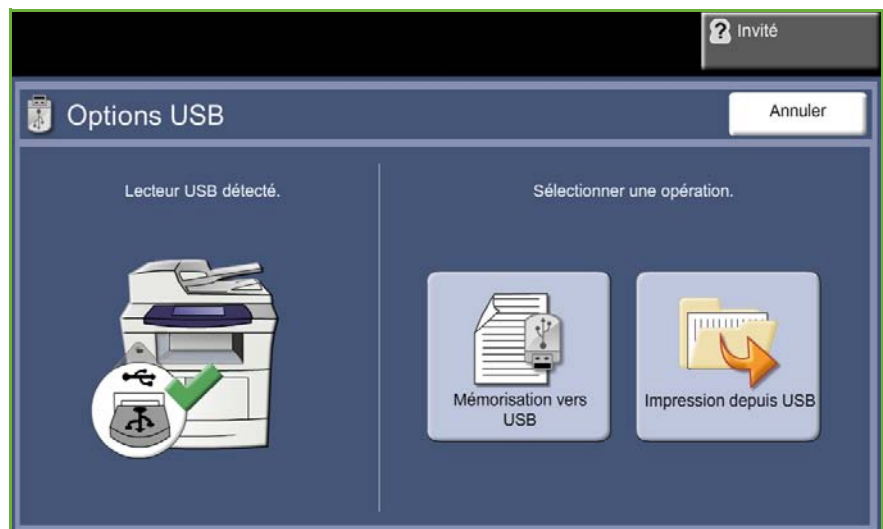 Invité
Options USB
Annuler
Lecteur USB détecté.
Sélectionner une opération.
Mémorisation vers
USB
Impression depuis USB